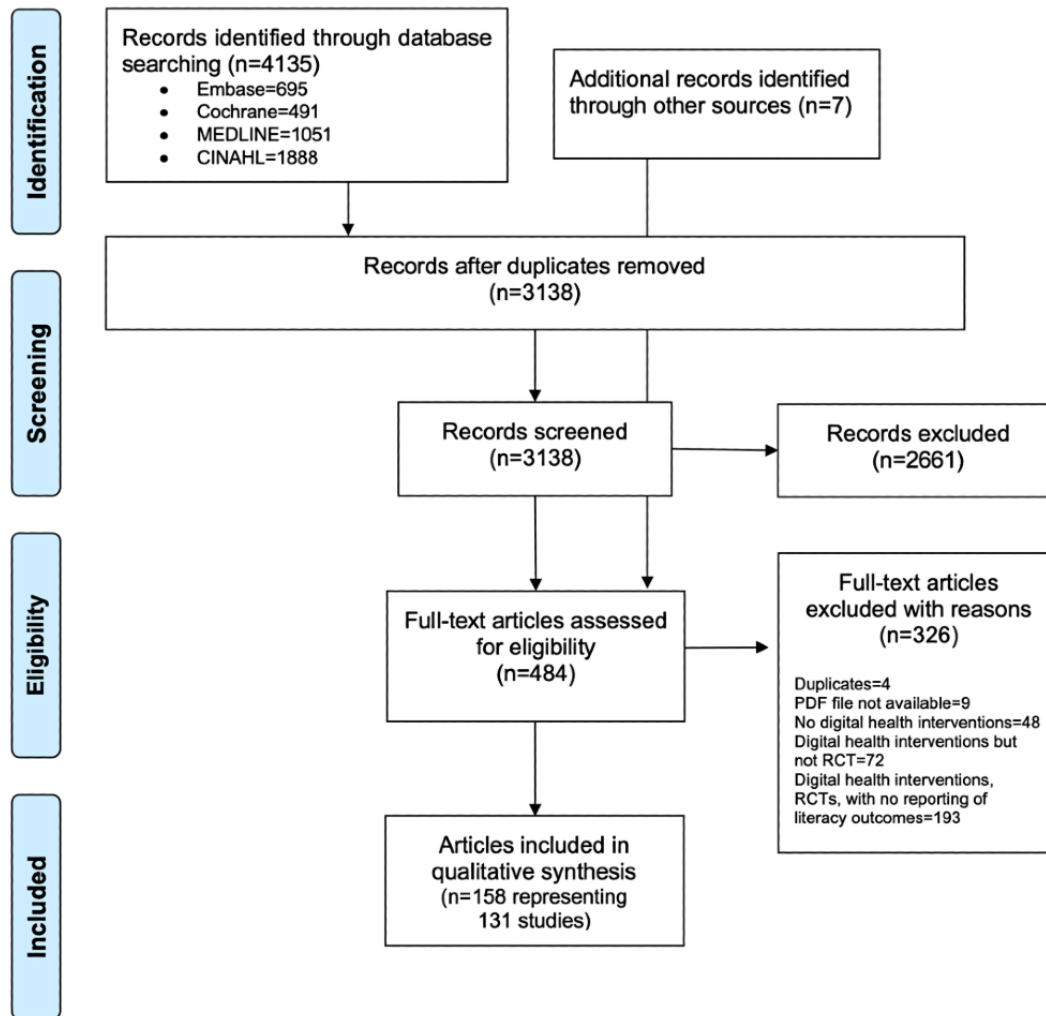 Identification
Records identified through database
searching (n=4135)
• Embase=695
• Cochrane=491
• MEDLINE=1051
• CINAHL=1888
Additional records identified
through other sources (n=7)
Records after duplicates removed
(n=3138)
Screening
Records screened
(n=3138)
Records excluded
(n=2661)
Eligibility
Full-text articles assessed
for eligibility
(n=484)
Full-text articles
excluded with reasons
(n=326)
Duplicates=4
PDF file not available=9
No digital health interventions=48
Digital health interventions but
not RCT=72
Digital health interventions,
RCTs, with no reporting of
literacy outcomes=193
Included
Articles included in
qualitative synthesis
(n=158 representing
131 studies)